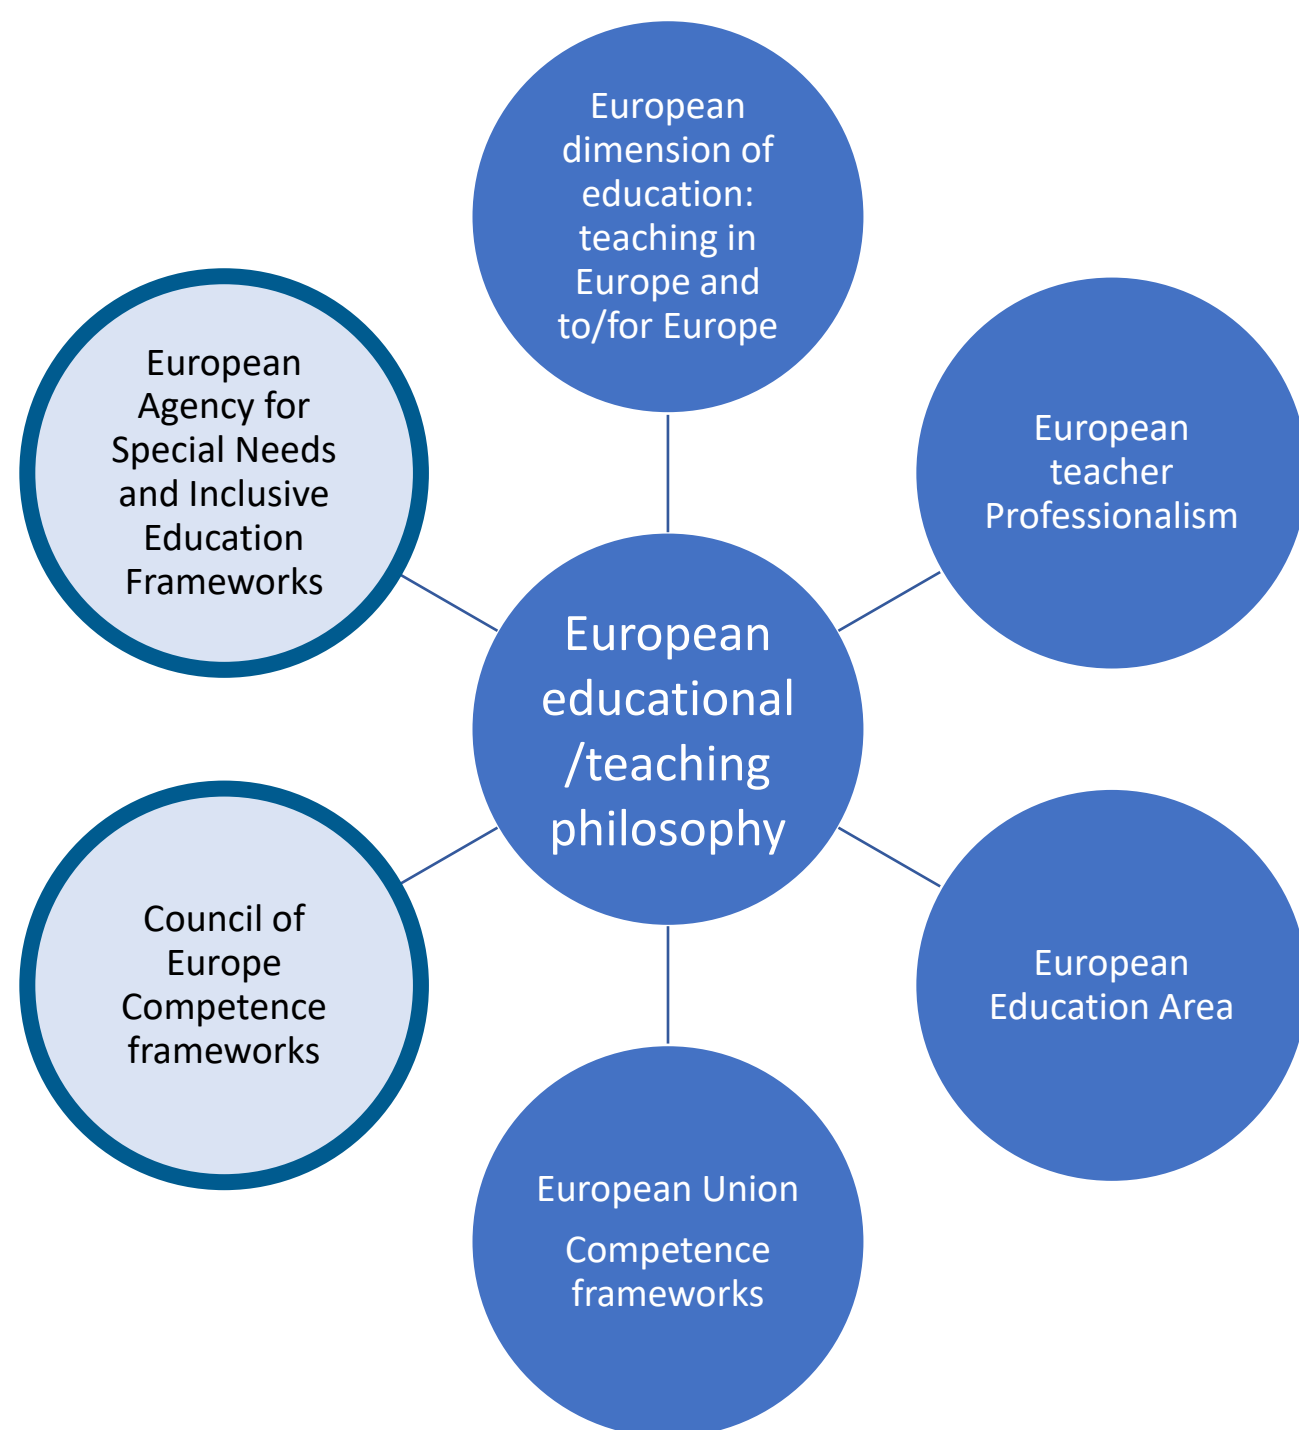 European
dimension of
education:
teaching in
Europe and
to/for Europe
European
teacher
Professionalism
European
Education Area
European Union
Competence
frameworks
Council of
Europe
Competence
frameworks
European
Agency for
Special Needs
and Inclusive
Education
Frameworks
European
educational
/teaching
philosophy